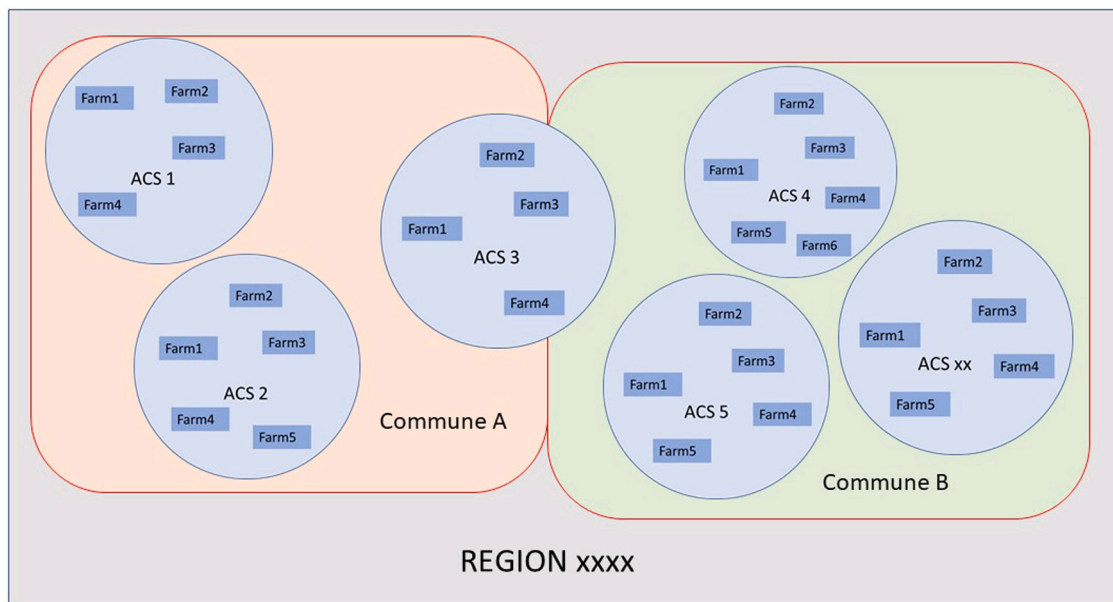 Farm1
Farm2
Farm3
ACS 1
Farm4
Farm2
Farm1
Farm3
ACS 2
Farm4
Farm5
Commune A
Farm2
Farm3
Farm1
ACS 3
Farm4
Farm2
Farm3
Farm1
ACS 4
Farm4
Farm5
Farm6
Farm2
Farm3
Farm1
ACS 5
Farm4
Farm5
Farm2
Farm3
Farm1
ACS xx
Farm4
Farm5
Commune B
REGION xxxx